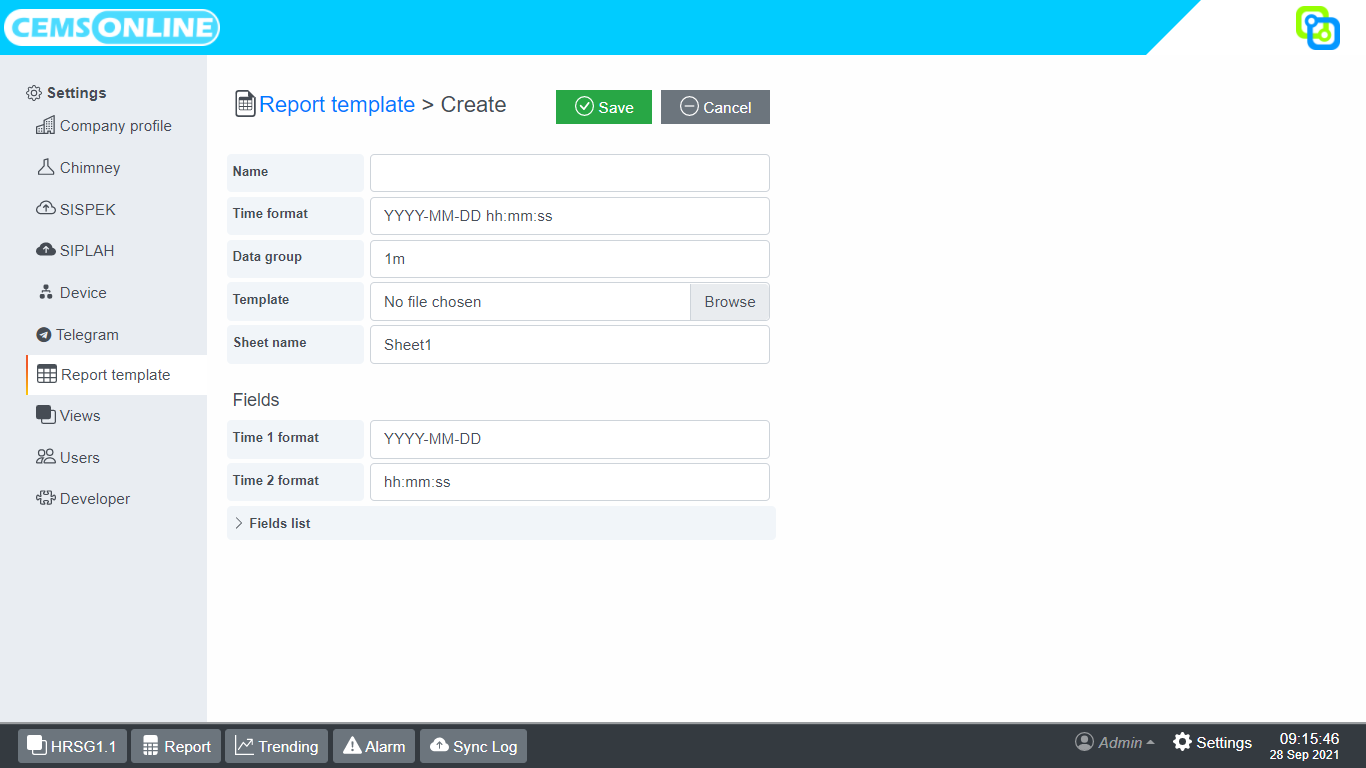 CEMSONLINE
Settings
Company profile
Chimney
SISPEK
SIPLAH
Device
Telegram
Report template
Views
Users
Developer
Report template > Create
Save
Cancel
Name
Time format
YYYY-MM-DD hh:mm:ss
Data group
1m
Template
No file chosen
Browse
Sheet name
Sheet1
Fields
Time 1 format
YYYY-MM-DD
Time 2 format
hh:mm:ss
Fields list
HRSG1.1
Report
Trending
Alarm
Sync Log
Admin
Settings
09:15:46
28 Sep 2021